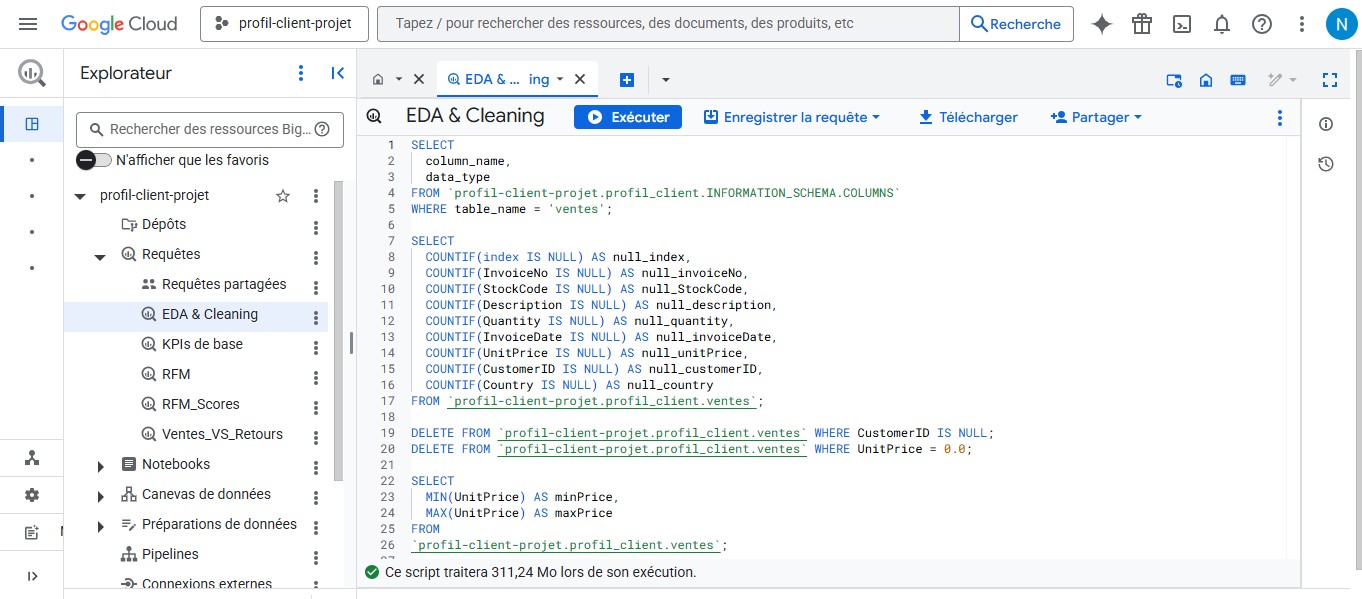 Google Cloud
profil-client-projet
Tapez / pour rechercher des ressources, des documents, des produits, etc
Recherche
N
Explorateur
Rechercher des ressources Big...
N'afficher que les favoris
profil-client-projet
Dépôts
Requêtes
Requêtes partagées
EDA & Cleaning
KPIs de base
RFM
RFM_Scores
Ventes_VS_Retours
Notebooks
Canevas de données
Préparations de données
Pipelines
Connexions externes
EDA & ... ing
EDA & Cleaning
Exécuter
Enregistrer la requête
Télécharger
Partager
1 SELECT
2 column_name,
3 data_type
4 FROM `profil-client-projet.profil_client.INFORMATION_SCHEMA.COLUMNS`
5 WHERE table_name = 'ventes';
6
7 SELECT
8 COUNTIF(index IS NULL) AS null_index,
9 COUNTIF(InvoiceNo IS NULL) AS null_invoiceNo,
10 COUNTIF(StockCode IS NULL) AS null_StockCode,
11 COUNTIF(Description IS NULL) AS null_description,
12 COUNTIF(Quantity IS NULL) AS null_quantity,
13 COUNTIF(InvoiceDate IS NULL) AS null_invoiceDate,
14 COUNTIF(UnitPrice IS NULL) AS null_unitPrice,
15 COUNTIF(CustomerID IS NULL) AS null_customerID,
16 COUNTIF(Country IS NULL) AS null_country
17 FROM `profil-client-projet.profil_client.ventes`;
18
19 DELETE FROM `profil-client-projet.profil_client.ventes` WHERE CustomerID IS NULL;
20 DELETE FROM `profil-client-projet.profil_client.ventes` WHERE UnitPrice = 0.0;
21
22 SELECT
23 MIN(UnitPrice) AS minPrice,
24 MAX(UnitPrice) AS maxPrice
25 FROM
26 `profil-client-projet.profil_client.ventes`;
Ce script traitera 311,24 Mo lors de son exécution.